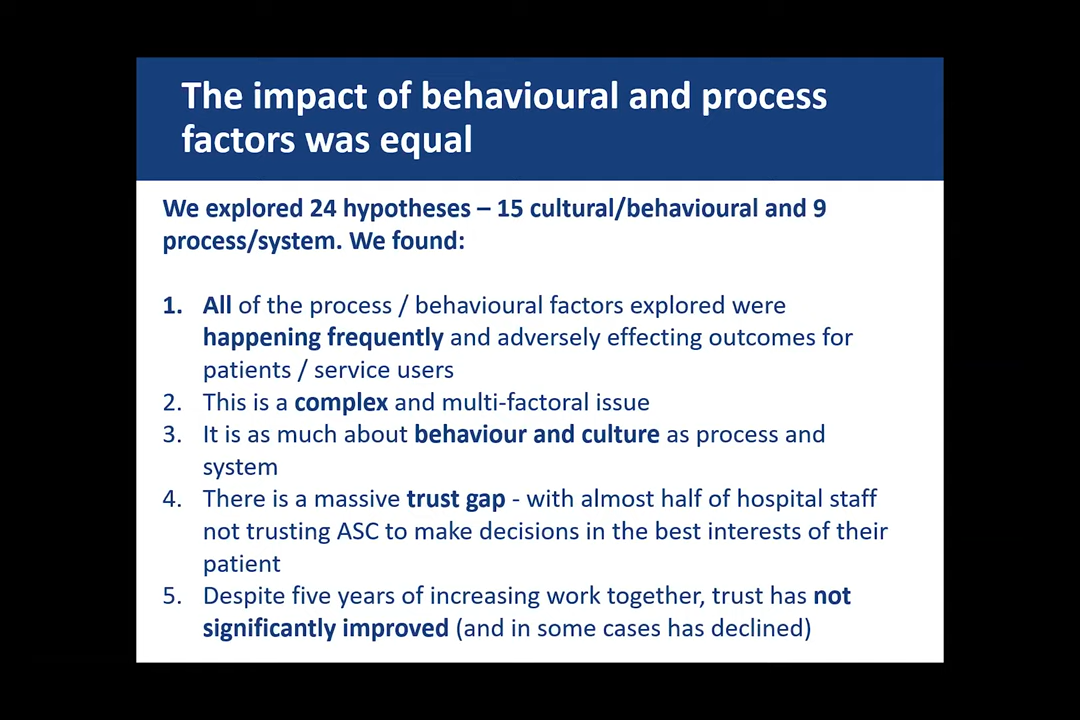 The impact of behavioural and process
factors was equal
We explored 24 hypotheses – 15 cultural/behavioural and 9
process/system. We found:
1. All of the process / behavioural factors explored were
happening frequently and adversely effecting outcomes for
patients / service users
2. This is a complex and multi-factoral issue
3. It is as much about behaviour and culture as process and
system
4. There is a massive trust gap - with almost half of hospital staff
not trusting ASC to make decisions in the best interests of their
patient
5. Despite five years of increasing work together, trust has not
significantly improved (and in some cases has declined)